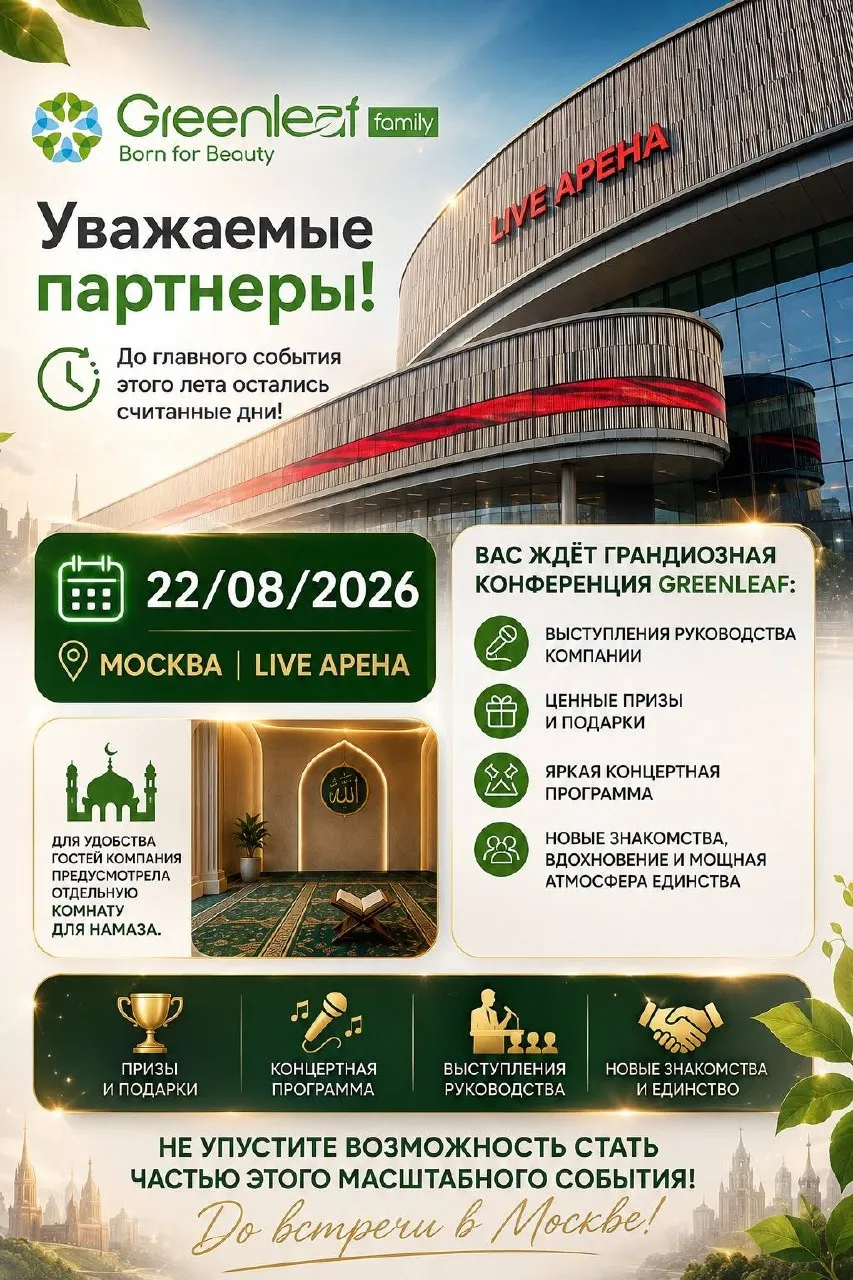 Greenleaf family
Born for Beauty
LIVE АРЕНА
Уважаемые
партнеры!
До главного события
этого лета остались
считанные дни!
22/08/2026
МОСКВА | LIVE АРЕНА
ВАС ЖДЁТ ГРАНДИОЗНАЯ
КОНФЕРЕНЦИЯ GREENLEAF:
ВЫСТУПЛЕНИЯ РУКОВОДСТВА
КОМПАНИИ
ЦЕННЫЕ ПРИЗЫ
И ПОДАРКИ
ЯРКАЯ КОНЦЕРТНАЯ
ПРОГРАММА
НОВЫЕ ЗНАКОМСТВА,
ВДОХНОВЕНИЕ И МОЩНАЯ
АТМОСФЕРА ЕДИНСТВА
ДЛЯ УДОБСТВА
ГОСТЕЙ КОМПАНИЯ
ПРЕДУСМОТРЕЛА
ОТДЕЛЬНУЮ
КОМНАТУ
ДЛЯ НАМАЗА.
الله
ПРИЗЫ
И ПОДАРКИ
КОНЦЕРТНАЯ
ПРОГРАММА
ВЫСТУПЛЕНИЯ
РУКОВОДСТВА
НОВЫЕ ЗНАКОМСТВА
И ЕДИНСТВО
НЕ УПУСТИТЕ ВОЗМОЖНОСТЬ СТАТЬ
ЧАСТЬЮ ЭТОГО МАСШТАБНОГО СОБЫТИЯ!
До встречи в Москве!